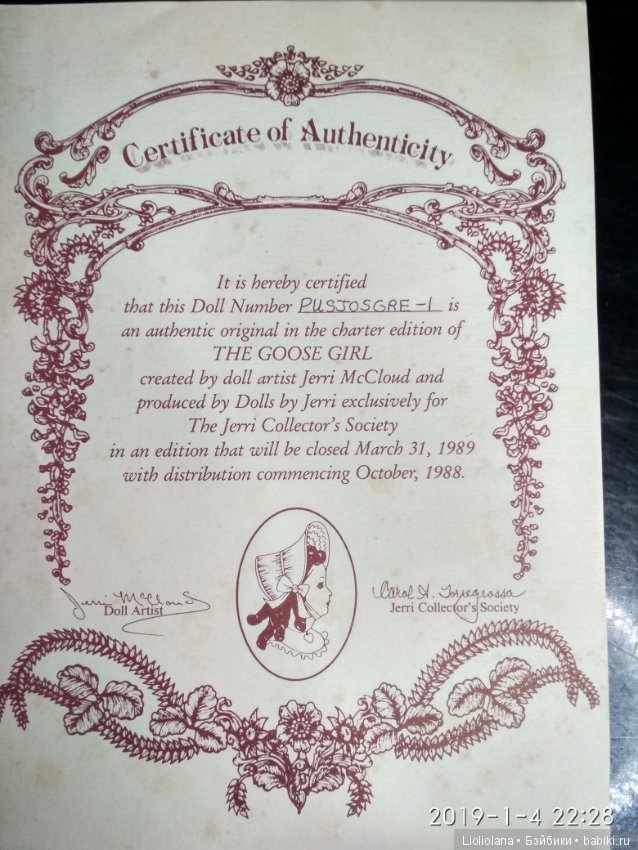 Certificate of Authenticity
It is hereby certified
that this Doll Number PUSJOSGRE-1 is
an authentic original in the charter edition of
THE GOOSE GIRL
created by doll artist Jerri McCloud and
produced by Dolls by Jerri exclusively for
The Jerri Collector's Society
in an edition that will be closed March 31, 1989
with distribution commencing October, 1988.
Jerri McCloud
Doll Artist
Carol A. Torregrossa
Jerri Collector's Society
2019-1-4 22:28
Lioliolana • Бэйбики • babiki.ru